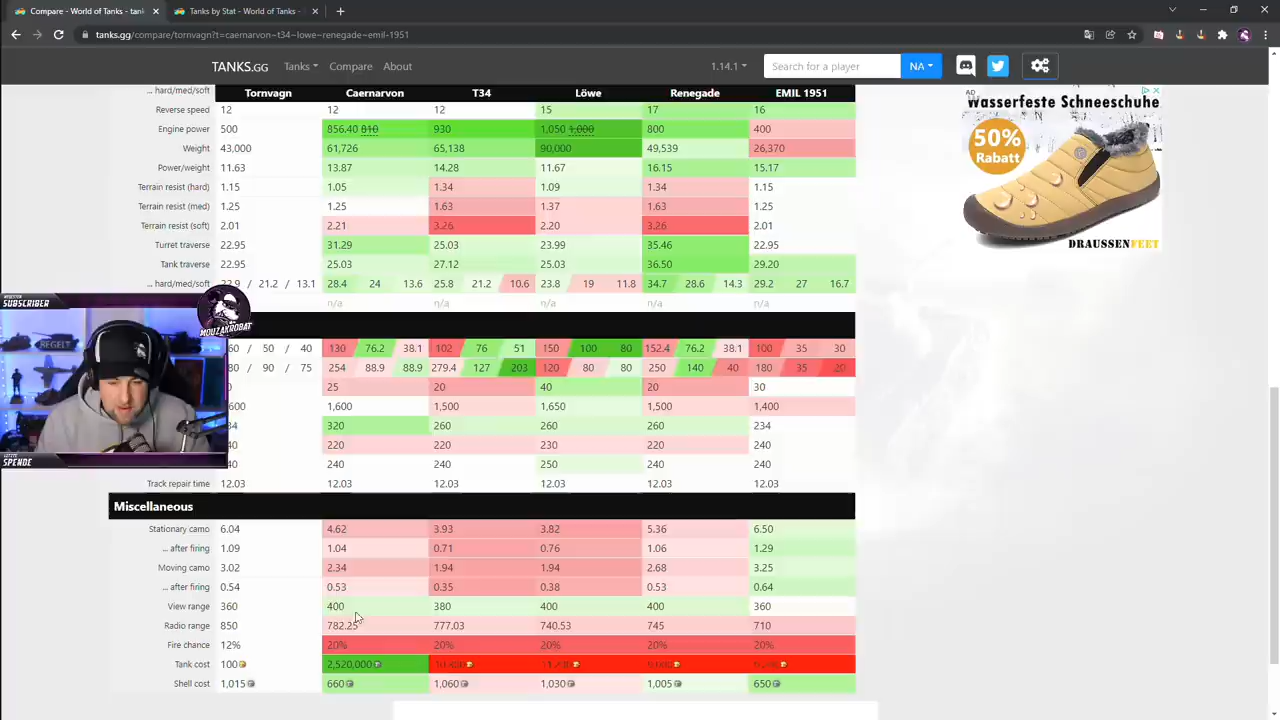 Compare - World of Tanks - tank
Tanks by Stat - World of Tanks -
tanks.gg/compare/tornvagn?t=caernarvon~t34~lowe~renegade~emil-1951
TANKS.GG Tanks Compare About 1.14.1 Search for a player NA
... hard/med/soft Tornvagn Caernarvon T34 Löwe Renegade EMIL 1951
Reverse speed 12 12 12 15 17 16
Engine power 500 856.40 810 930 1,050 1,000 800 400
Weight 43,000 61,726 65,138 90,000 49,539 26,370
Power/weight 11.63 13.87 14.28 11.67 16.15 15.17
Terrain resist (hard) 1.15 1.05 1.34 1.09 1.34 1.15
Terrain resist (med) 1.25 1.25 1.63 1.37 1.63 1.25
Terrain resist (soft) 2.01 2.21 3.26 2.20 3.26 2.01
Turret traverse 22.95 31.29 25.03 23.99 35.46 22.95
Tank traverse 22.95 25.03 27.12 25.03 36.50 29.20
... hard/med/soft / 21.2 / 13.1 28.4 24 13.6 25.8 21.2 10.6 23.8 19 11.8 34.7 28.6 14.3 29.2 27 16.7
n/a n/a n/a n/a n/a
/ 50 / 40 130 76.2 38.1 102 76 51 150 100 80 152.4 76.2 38.1 100 35 30
/ 90 / 75 254 88.9 88.9 279.4 127 203 120 80 80 250 140 40 180 35 20
25 20 40 20 30
1,600 1,500 1,650 1,500 1,400
320 260 260 260 234
220 220 230 220 240
240 240 250 240 240
Track repair time 12.03 12.03 12.03 12.03 12.03 12.03
Miscellaneous
Stationary camo 6.04 4.62 3.93 3.82 5.36 6.50
... after firing 1.09 1.04 0.71 0.76 1.06 1.29
Moving camo 3.02 2.34 1.94 1.94 2.68 3.25
... after firing 0.54 0.53 0.35 0.38 0.53 0.64
View range 360 400 380 400 400 360
Radio range 850 782.25 777.03 740.53 745 710
Fire chance 12% 20% 20% 20% 20% 20%
Tank cost 100 2,520,000
Shell cost 1,015 660 1,060 1,030 1,005 650
SUBSCRIBER
MOUZAKROBAT
REGELT
SPENDE
AD
Wasserfeste Schneeschuhe
50%
Rabatt
DRAUSSENFEET